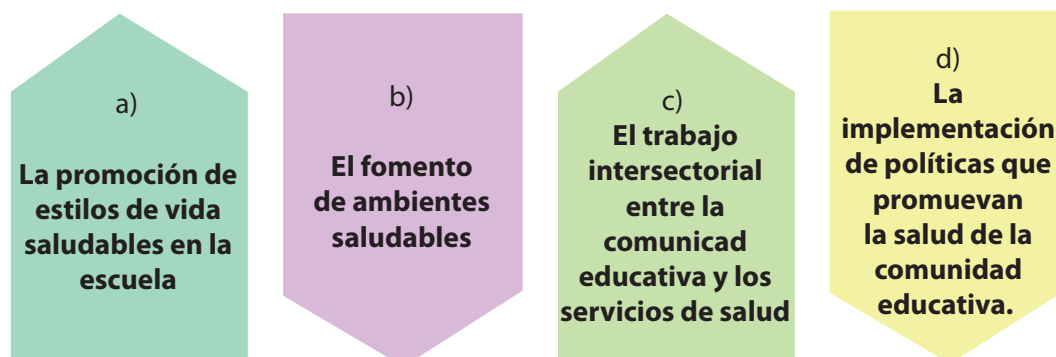 a)
La promoción de
estilos de vida
saludables en la
escuela
b)
El fomento
de ambientes
saludables
c)
El trabajo
intersectorial
entre la
comunicad
educativa y los
servicios de salud
d)
La
implementación
de políticas que
promuevan
la salud de la
comunidad
educativa.